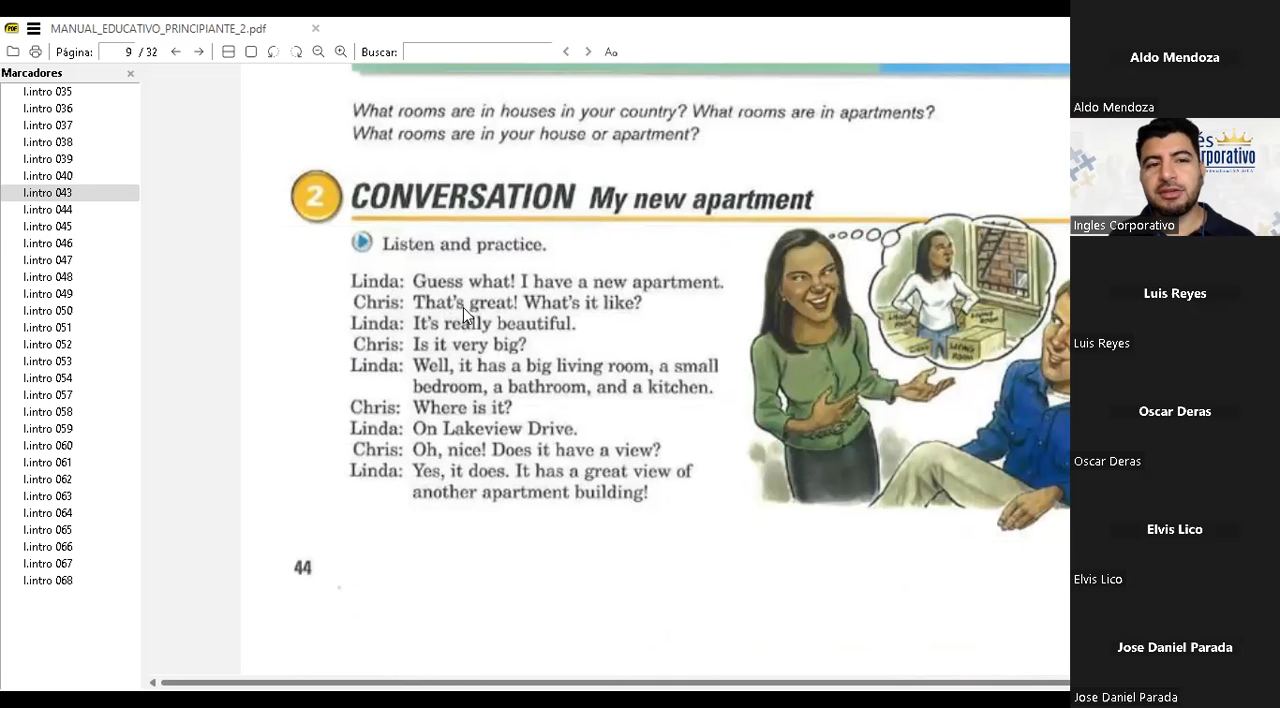 MANUAL_EDUCATIVO_PRINCIPIANTE_2.pdf
Página: 9 / 32 Buscar: Aa
Marcadores
I.intro 035
I.intro 036
I.intro 037
I.intro 038
I.intro 039
I.intro 040
I.intro 043
I.intro 044
I.intro 045
I.intro 046
I.intro 047
I.intro 048
I.intro 049
I.intro 050
I.intro 051
I.intro 052
I.intro 053
I.intro 054
I.intro 057
I.intro 058
I.intro 059
I.intro 060
I.intro 061
I.intro 062
I.intro 063
I.intro 064
I.intro 065
I.intro 066
I.intro 067
I.intro 068
What rooms are in houses in your country? What rooms are in apartments?
What rooms are in your house or apartment?
2 CONVERSATION My new apartment
Listen and practice.
Linda: Guess what! I have a new apartment.
Chris: That's great! What's it like?
Linda: It's really beautiful.
Chris: Is it very big?
Linda: Well, it has a big living room, a small
bedroom, a bathroom, and a kitchen.
Chris: Where is it?
Linda: On Lakeview Drive.
Chris: Oh, nice! Does it have a view?
Linda: Yes, it does. It has a great view of
another apartment building!
LIVING
ROOM
44
Aldo Mendoza
Aldo Mendoza
és
rporativo
Ingles Corporativo
Luis Reyes
Luis Reyes
Oscar Deras
Oscar Deras
Elvis Lico
Elvis Lico
Jose Daniel Parada
Jose Daniel Parada